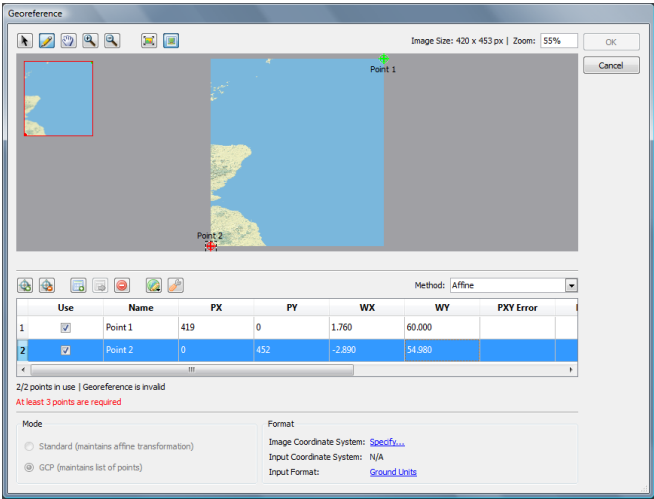 Georeference
Image Size: 420 x 453 px | Zoom: 55%
OK
Cancel
Point 1
Point 2
Method: Affine
Use Name PX PY WX WY PXY Error
1 Point 1 419 0 1.760 60.000
2 Point 2 0 452 -2.890 54.980
2/2 points in use | Georeference is invalid
At least 3 points are required
Mode
Standard (maintains affine transformation)
GCP (maintains list of points)
Format
Image Coordinate System: Specify...
Input Coordinate System: N/A
Input Format: Ground Units